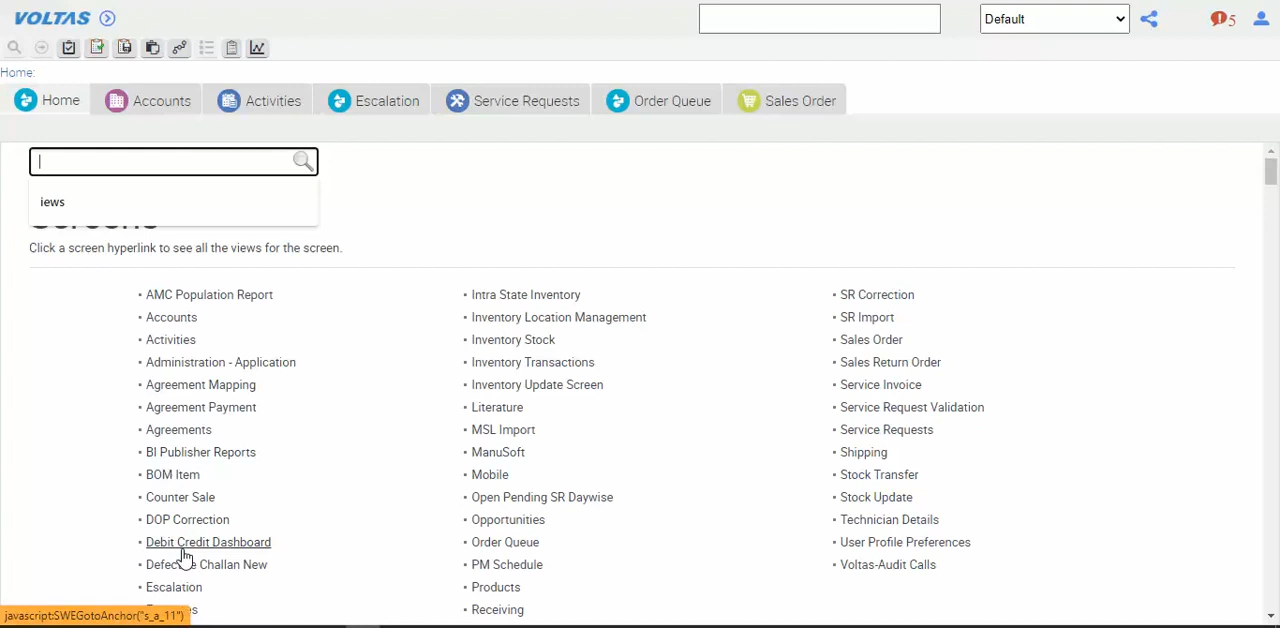 VOLTAS
Default
5
Home:
Home
Accounts
Activities
Escalation
Service Requests
Order Queue
Sales Order
iews
Click a screen hyperlink to see all the views for the screen.
AMC Population Report
Accounts
Activities
Administration - Application
Agreement Mapping
Agreement Payment
Agreements
BI Publisher Reports
BOM Item
Counter Sale
DOP Correction
Debit Credit Dashboard
Challan New
Escalation
Intra State Inventory
Inventory Location Management
Inventory Stock
Inventory Transactions
Inventory Update Screen
Literature
MSL Import
ManuSoft
Mobile
Open Pending SR Daywise
Opportunities
Order Queue
PM Schedule
Products
Receiving
SR Correction
SR Import
Sales Order
Sales Return Order
Service Invoice
Service Request Validation
Service Requests
Shipping
Stock Transfer
Stock Update
Technician Details
User Profile Preferences
Voltas-Audit Calls
javascript:SWEGotoAnchor("s_a_11")